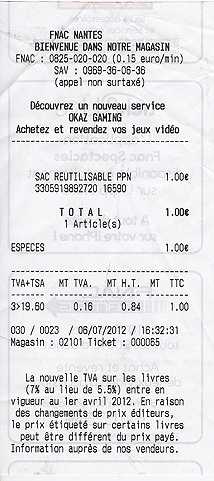 FNAC NANTES
BIENVENUE DANS NOTRE MAGASIN
FNAC : 0825-020-020 (0.15 euro/min)
SAV : 0969-36-06-36
(appel non surtaxé)
Découvrez un nouveau service
OKAZ GAMING
Achetez et revendez vos jeux vidéo
SAC REUTILISABLE PPN 1.00€
3305919892720 16590
TOTAL 1.00€
1 Article(s)
ESPECES 1.00€
TVA+TSA MT TVA. MT H.T. MT TTC
3>19.60 0.16 0.84 1.00
030 / 0023 / 06/07/2012 / 16:32:31
Magasin : 02101 Ticket : 000065
La nouvelle TVA sur les livres
(7% au lieu de 5.5%) entre en
vigueur au 1er avril 2012. En raison
des changements de prix éditeurs,
le prix étiqueté sur certains livres
peut être différent du prix payé.
Information auprès de nos vendeurs.